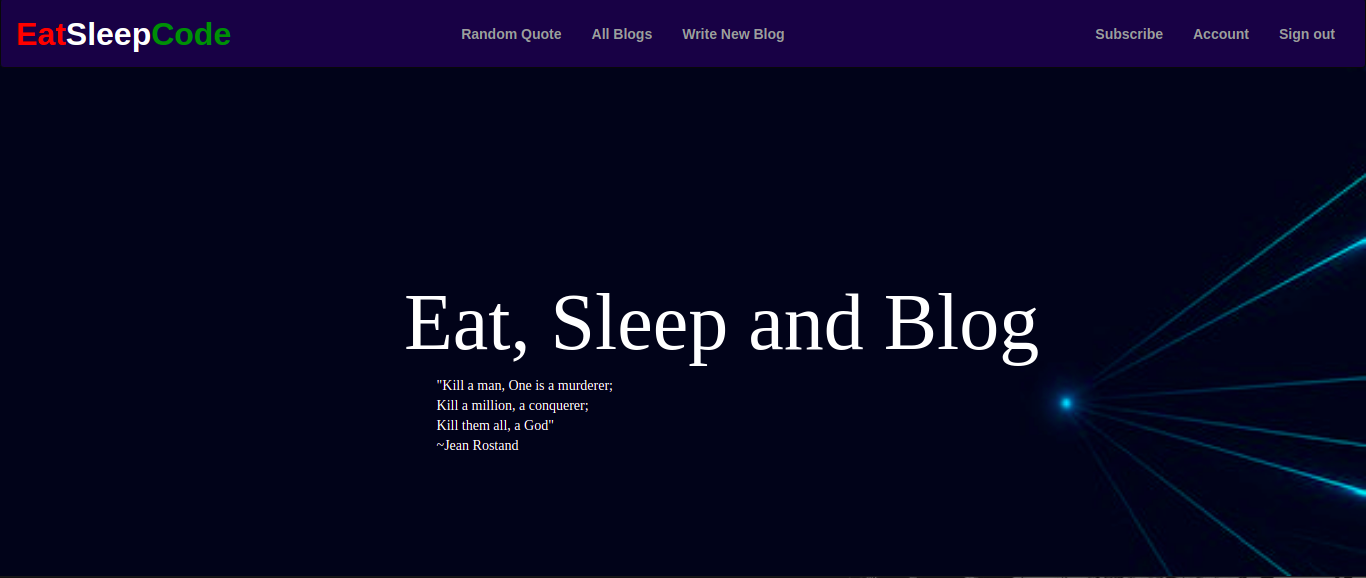 EatSleepCode Random Quote All Blogs Write New Blog Subscribe Account Sign out
Eat, Sleep and Blog
"Kill a man, One is a murderer;
Kill a million, a conquerer;
Kill them all, a God"
~Jean Rostand